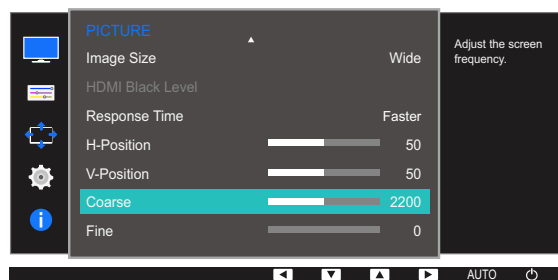 PICTURE
Image Size Wide
HDMI Black Level
Response Time Faster
H-Position 50
V-Position 50
Coarse 2200
Fine 0
Adjust the screen
frequency.
AUTO